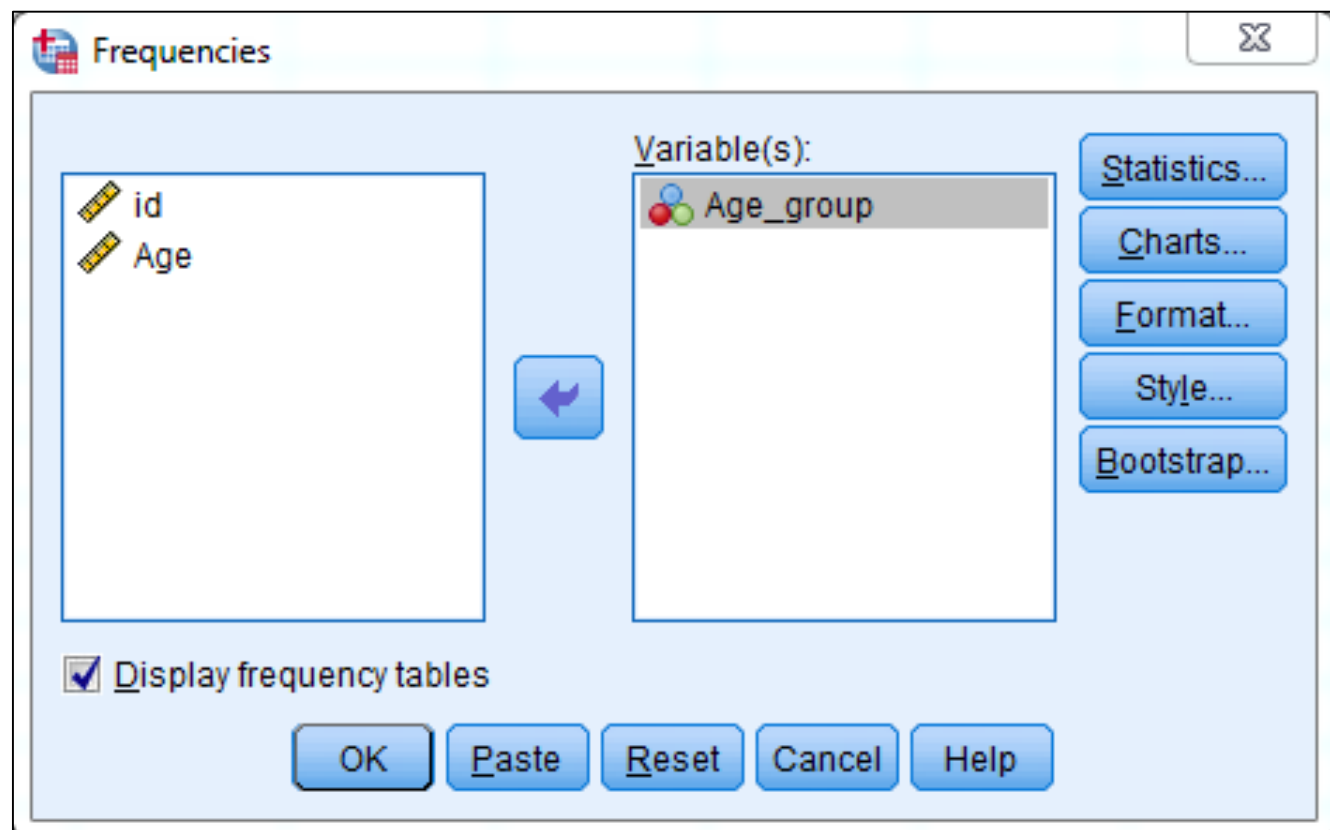 Frequencies
Variable(s):
id
Age
Age_group
Statistics...
Charts...
Format...
Style...
Bootstrap...
Display frequency tables
OK Paste Reset Cancel Help